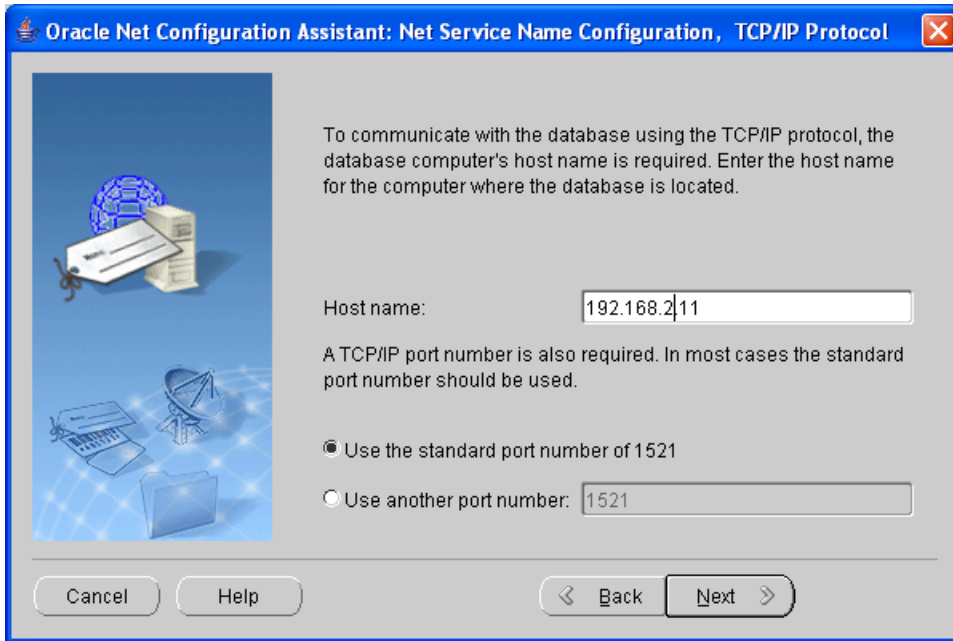 Oracle Net Configuration Assistant: Net Service Name Configuration, TCP/IP Protocol
To communicate with the database using the TCP/IP protocol, the
database computer's host name is required. Enter the host name
for the computer where the database is located.
Host name: 192.168.2.11
A TCP/IP port number is also required. In most cases the standard
port number should be used.
Use the standard port number of 1521
Use another port number: 1521
Cancel Help Back Next